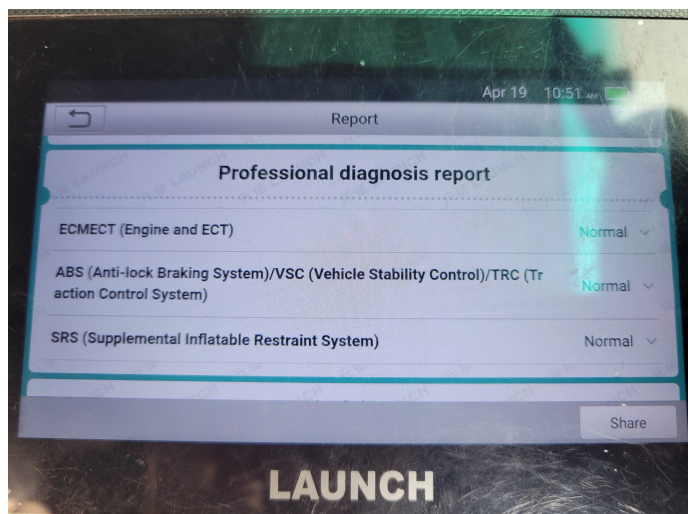 Apr 19 10:51 AM
Report
Professional diagnosis report
ECMECT (Engine and ECT)
Normal
ABS (Anti-lock Braking System)/VSC (Vehicle Stability Control)/TRC (Tr
action Control System)
Normal
SRS (Supplemental Inflatable Restraint System)
Normal
Share
LAUNCH